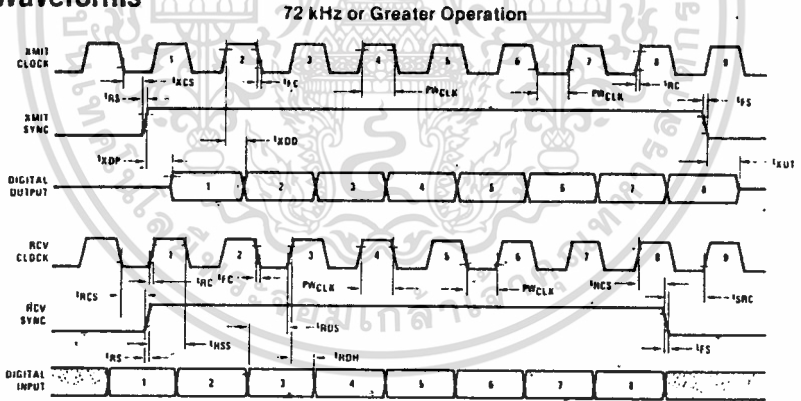 Waveforms
72 kHz or Greater Operation
XMIT CLOCK
1 2 3 4 5 6 7 8 9
tXCS
tFC
PWCLK
PWCLK
tRC
tRS
tFS
XMIT SYNC
tXDP
tXDD
tXUT
DIGITAL OUTPUT
1 2 3 4 5 6 7 8
RCV CLOCK
1 2 3 4 5 6 7 8 9
tRCS
tRC
tFC
PWCLK
PWCLK
tRCS
tSRC
RCV SYNC
tRS
tHSS
tRDS
tRDH
tFS
DIGITAL INPUT
1 2 3 4 5 6 7 8